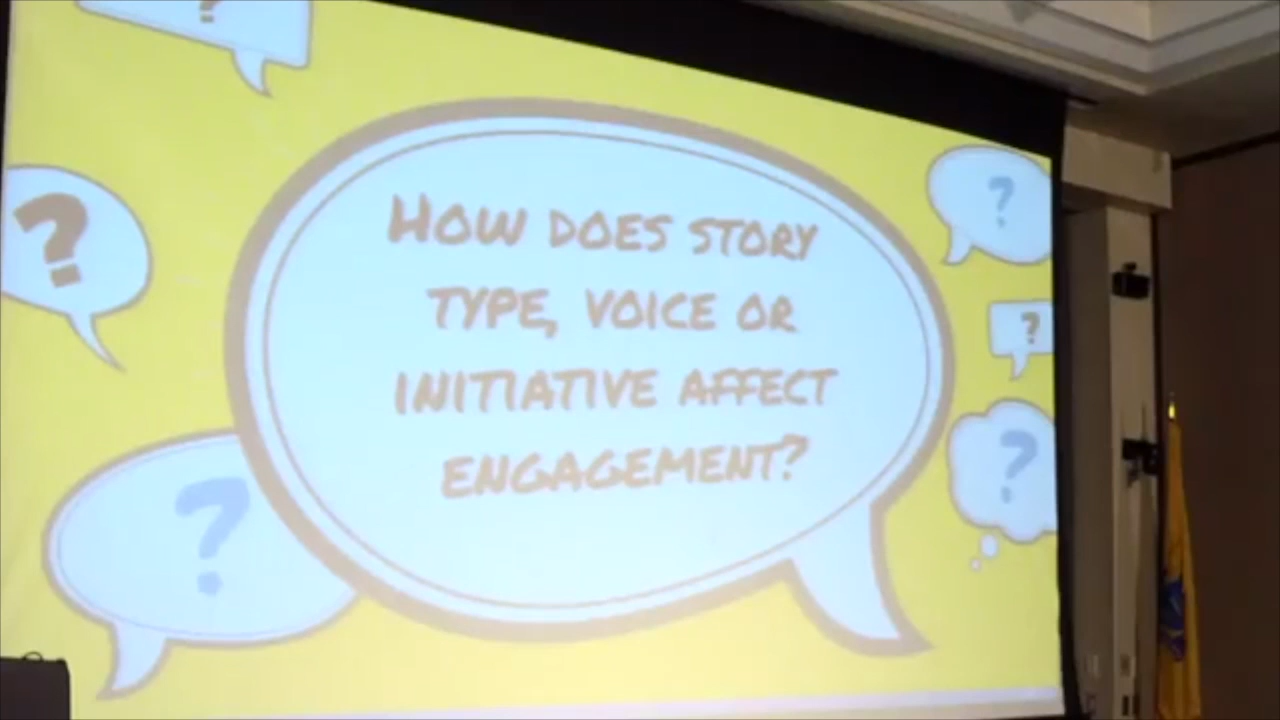 ?
?
HOW DOES STORY
TYPE, VOICE OR
INITIATIVE AFFECT
ENGAGEMENT?
?
?
?
?